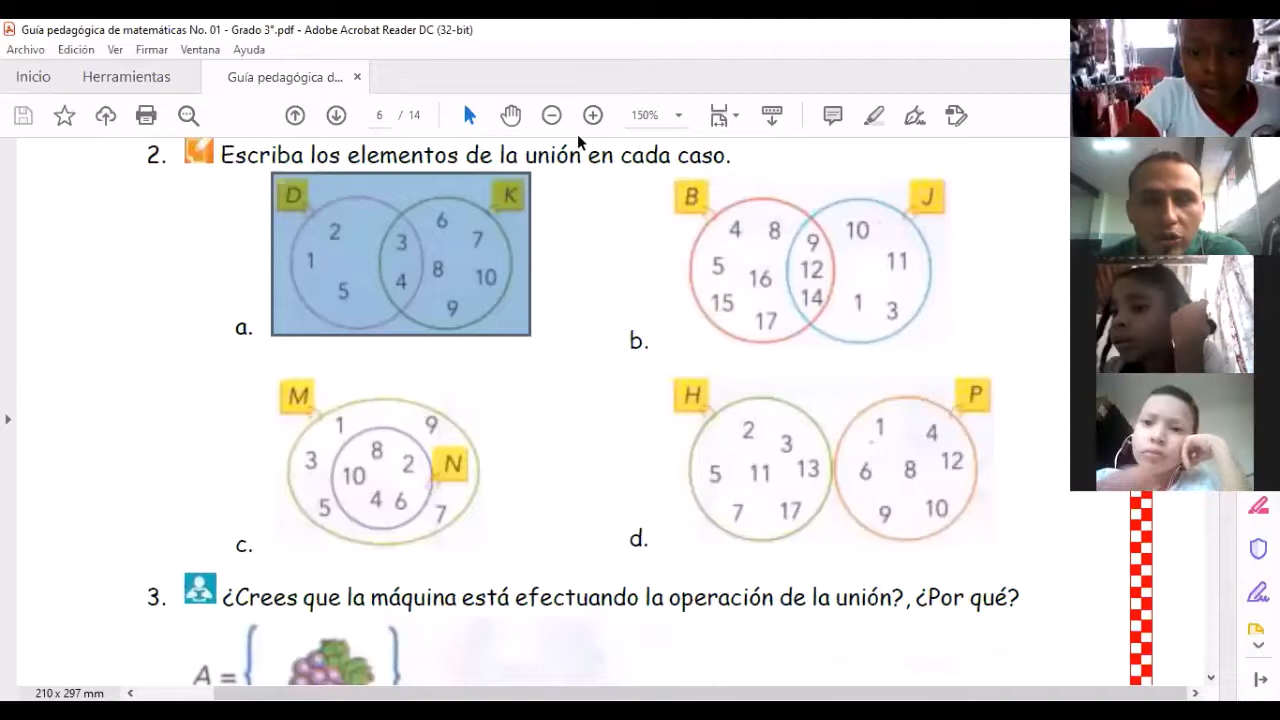 Guía pedagógica de matemáticas No. 01 - Grado 3°.pdf - Adobe Acrobat Reader DC (32-bit)
Archivo Edición Ver Firmar Ventana Ayuda
Inicio Herramientas Guía pedagógica d... ×
6 / 14 150%
2. Escriba los elementos de la unión en cada caso.
D K
2 1 5 3 4 6 7 8 10 9
a.
B J
4 8 5 16 15 17 9 12 14 10 11 1 3
b.
M N
1 9 3 5 7 8 10 2 4 6
c.
H P
2 3 5 11 13 7 17 1 4 6 8 12 9 10
d.
3. ¿Crees que la máquina está efectuando la operación de la unión?, ¿Por qué?
A = { }
210 x 297 mm